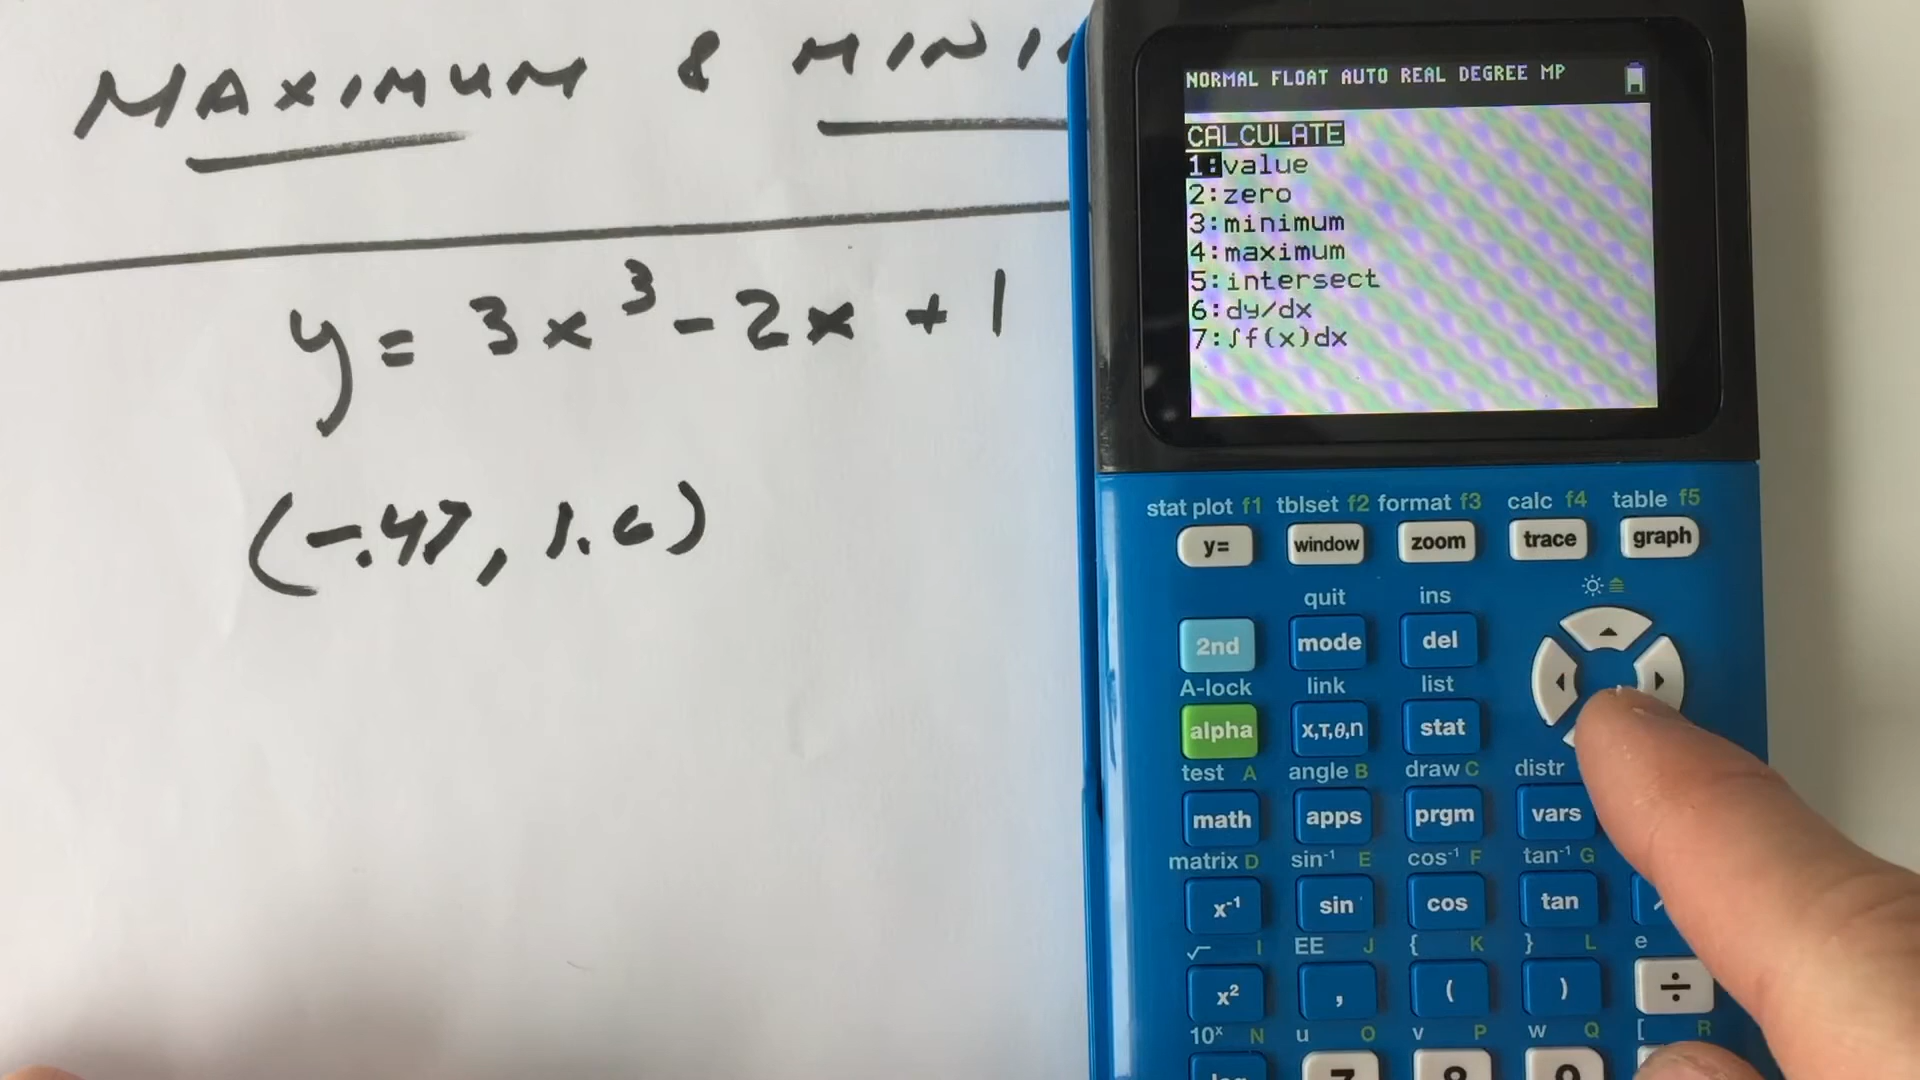 MAXIMUM & MINI
y = 3x³ - 2x + 1
(-.47, 1.6)
NORMAL FLOAT AUTO REAL DEGREE MP
CALCULATE
1:value
2:zero
3:minimum
4:maximum
5:intersect
6:dy/dx
7:∫f(x)dx
stat plot f1 tblset f2 format f3 calc f4 table f5
y= window zoom trace graph
quit ins
2nd mode del
A-lock link list
alpha X,T,θ,n stat
test A angle B draw C distr
math apps prgm vars
matrix D sin⁻¹ E cos⁻¹ F tan⁻¹ G
x⁻¹ sin cos tan
√ I EE J { K } L e
x² , ( ) ÷
10ˣ N u O v P w Q [ R
log 7 8 9